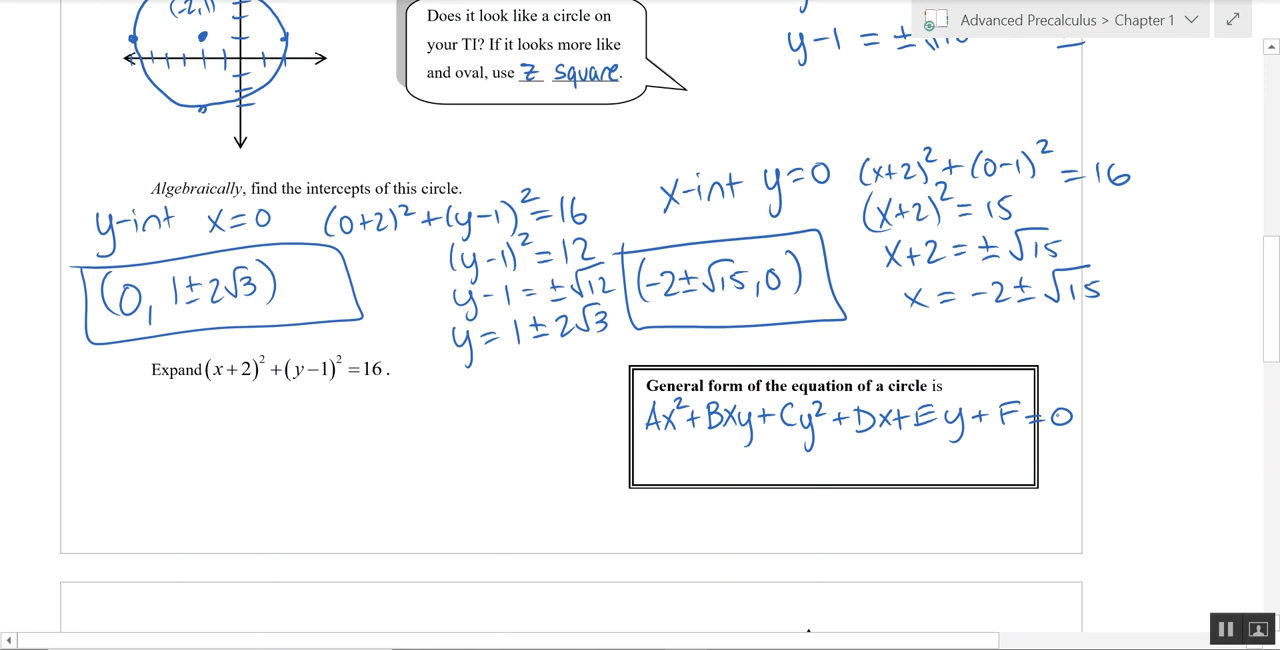 Advanced Precalculus > Chapter 1
(-2,1)
Does it look like a circle on
your TI? If it looks more like
and oval, use Z Square.
y-1 = ±√
Algebraically, find the intercepts of this circle.
y-int x=0 (0+2)²+(y-1)²=16
(y-1)²=12
y-1=±√12
y=1±2√3
(0, 1±2√3)
x-int y=0 (x+2)²+(0-1)²=16
(x+2)²=15
x+2=±√15
x=-2±√15
(-2±√15,0)
Expand (x+2)²+(y-1)²=16.
General form of the equation of a circle is
Ax²+Bxy+Cy²+Dx+Ey+F=0